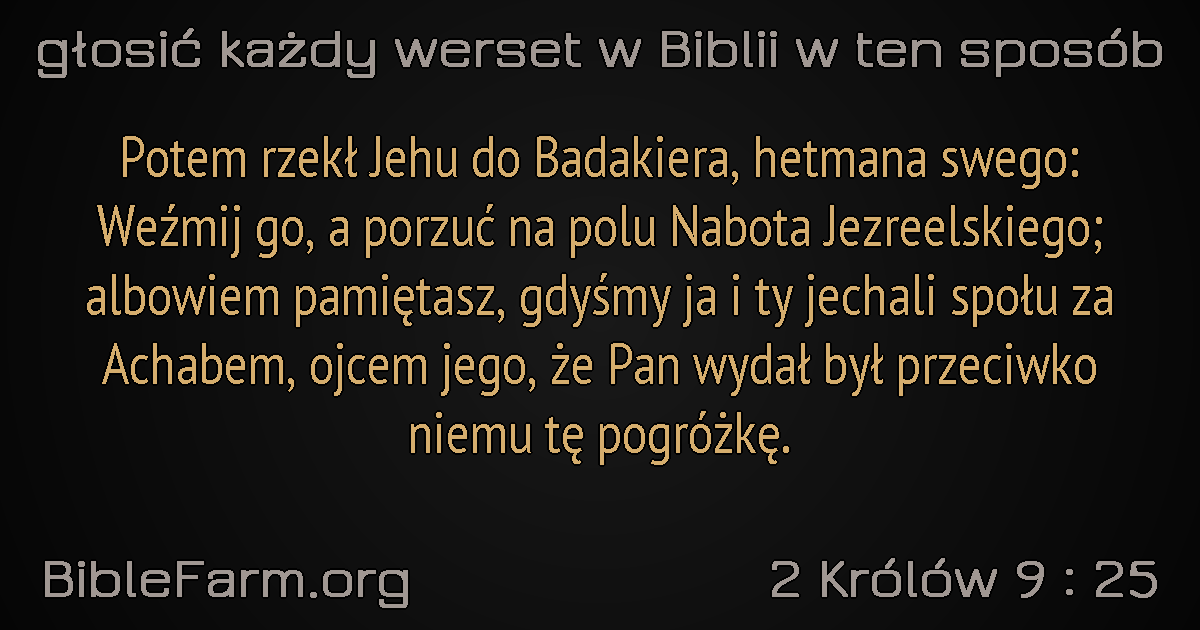 głosić każdy werset w Biblii w ten sposób
Potem rzekł Jehu do Badakiera, hetmana swego:
Weźmij go, a porzuć na polu Nabota Jezreelskiego;
albowiem pamiętasz, gdyśmy ja i ty jechali społu za
Achabem, ojcem jego, że Pan wydał był przeciwko
niemu tę pogróżkę.
BibleFarm.org
2 Królów 9 : 25